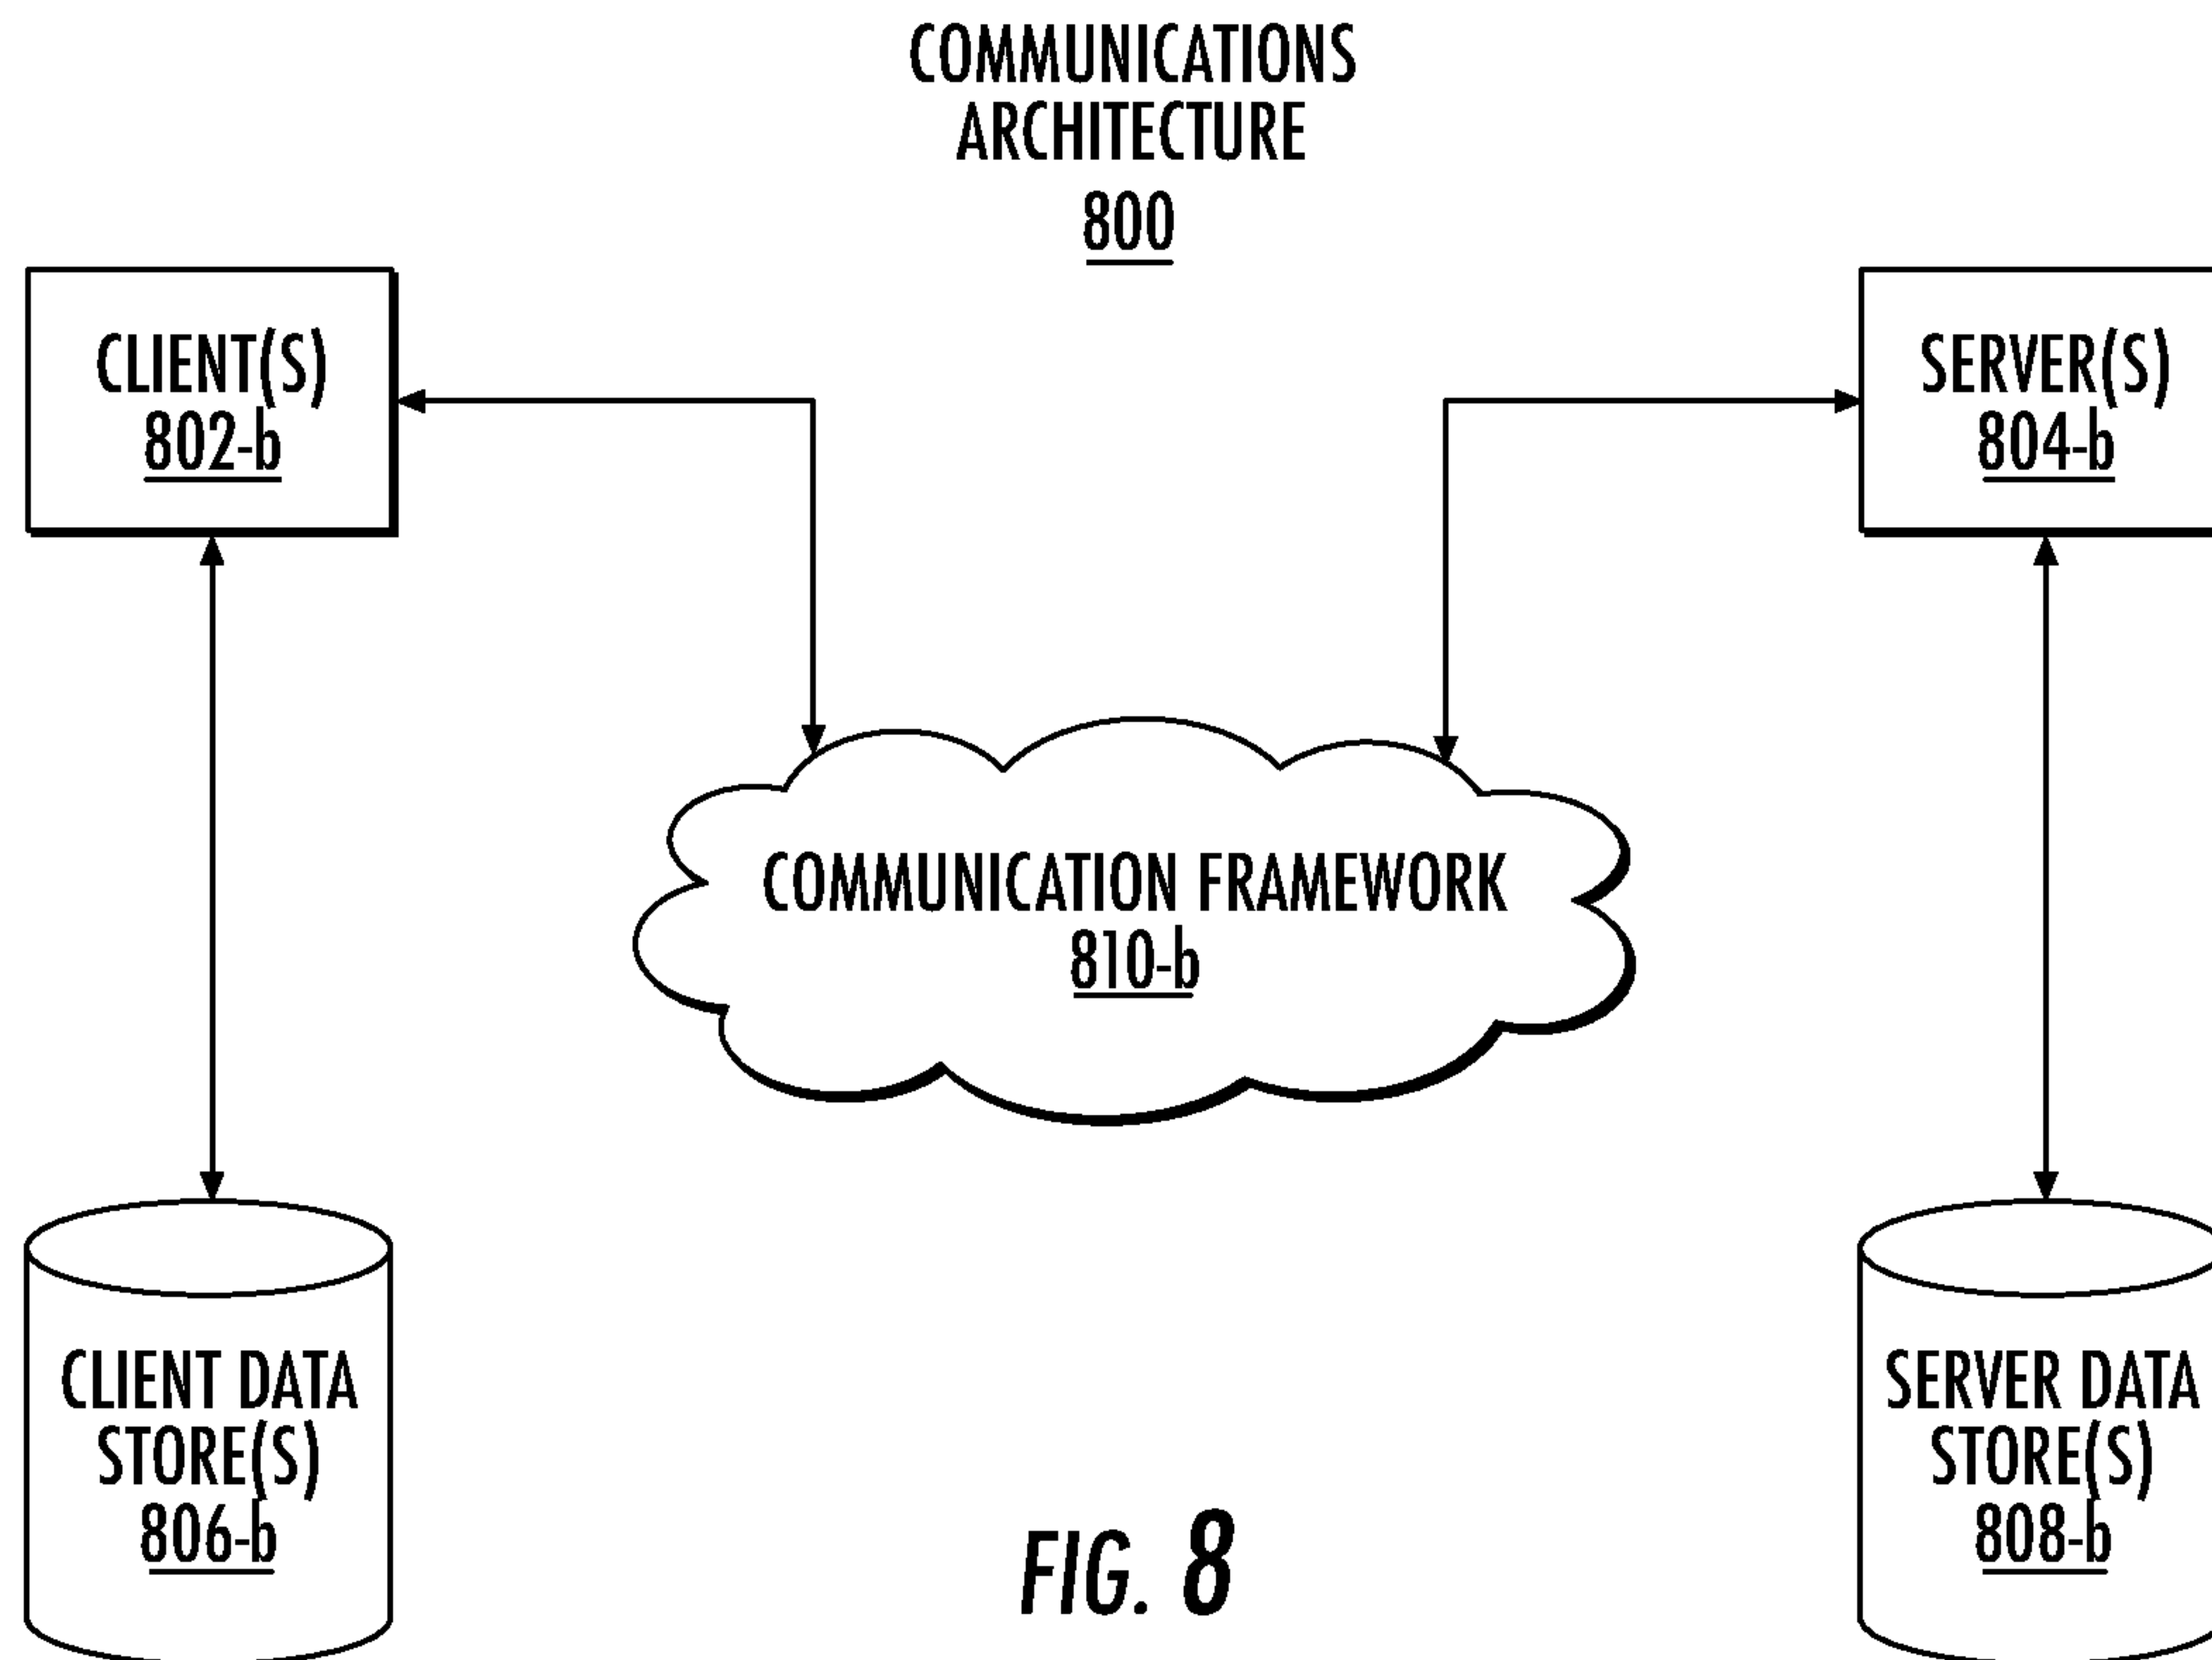 COMMUNICATIONS
ARCHITECTURE
800
CLIENT(S)
802-b
SERVER(S)
804-b
COMMUNICATION FRAMEWORK
810-b
CLIENT DATA
STORE(S)
806-b
SERVER DATA
STORE(S)
808-b
FIG. 8